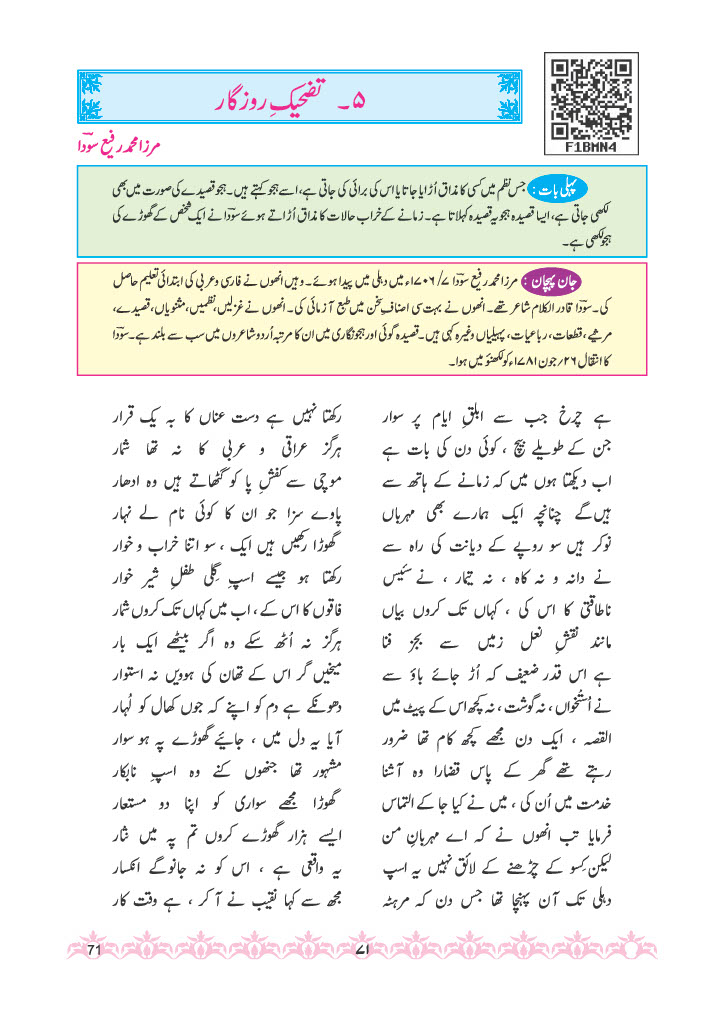 ۵۔ تضحیکِ روزگار
F1BMN4
مرزا محمد رفیع سوداؔ
پہلی بات : جس نظم میں کسی کا مذاق اُڑایا جاتا یا اس کی برائی کی جاتی ہے، اسے ہجو کہتے ہیں۔ ہجو قصیدے کی صورت میں بھی
لکھی جاتی ہے، ایسا قصیدہ ہجویہ قصیدہ کہلاتا ہے۔ زمانے کے خراب حالات کا مذاق اڑاتے ہوئے سوداؔ نے ایک شخص کے گھوڑے کی
ہجو لکھی ہے۔
جان پہچان : مرزا محمد رفیع سوداؔ ۱۷۰۶/۷ء میں دہلی میں پیدا ہوئے۔ وہیں انھوں نے فارسی و عربی کی ابتدائی تعلیم حاصل
کی۔ سوداؔ قادر الکلام شاعر تھے۔ انھوں نے بہت سی اصنافِ سخن میں طبع آزمائی کی۔ انھوں نے غزلیں، نظمیں، مثنویاں، قصیدے،
مرثیے، قطعات، رباعیات، پہیلیاں وغیرہ کہی ہیں۔ قصیدہ گوئی اور ہجو نگاری میں ان کا مرتبہ اُردو شاعروں میں سب سے بلند ہے۔ سوداؔ
کا انتقال ۲۶؍جون ۱۷۸۱ء کو لکھنؤ میں ہوا۔
ہے چرخ جب سے ابلقِ ایام پر سوار رکھتا نہیں ہے دست عناں کا بہ یک قرار
جن کے طویلے بیچ ، کوئی دن کی بات ہے ہرگز عراقی و عربی کا نہ تھا شمار
اب دیکھتا ہوں میں کہ زمانے کے ہاتھ سے موچی سے کفشِ پا کو گٹھاتے ہیں وہ ادھار
ہیں گے چنانچہ ایک ہمارے بھی مہرباں پاوے سزا جو ان کا کوئی نام لے نہار
نوکر ہیں سو روپے کے دیانت کی راہ سے گھوڑا رکھیں ہیں ایک ، سو اتنا خراب و خوار
نے دانہ و نہ کاہ ، نہ تیمار ، نے سئیس رکھتا ہو جیسے اسپِ گِلی طفلِ شیر خوار
ناطاقتی کا اس کی ، کہاں تک کروں بیاں فاقوں کا اس کے ، اب میں کہاں تک کروں شمار
مانند نقشِ نعل زمیں سے بجز فنا ہرگز نہ اُٹھ سکے وہ اگر بیٹھے ایک بار
ہے اس قدر ضعیف کہ اُڑ جائے باؤ سے میخیں گر اس کے تھان کی ہوویں نہ استوار
نے اُستخواں ، نہ گوشت ، نہ کچھ اس کے پیٹ میں دھونکے ہے دم کو اپنے کہ جوں کھال کو لُہار
القصہ ، ایک دن مجھے کچھ کام تھا ضرور آیا یہ دل میں ، جائیے گھوڑے پہ ہو سوار
رہتے تھے گھر کے پاس قضارا وہ آشنا مشہور تھا جنھوں کنے وہ اسپِ نابکار
خدمت میں اُن کی ، میں نے کیا جا کے التماس گھوڑا مجھے سواری کو اپنا دو مستعار
فرمایا تب انھوں نے کہ اے مہربانِ من ایسے ہزار گھوڑے کروں تم پہ میں نثار
لیکن کِسو کے چڑھنے کے لائق نہیں یہ اسپ یہ واقعی ہے ، اس کو نہ جانوگے انکسار
دہلی تک آن پہنچا تھا جس دن کہ مرہٹہ مجھ سے کہا نقیب نے آ کر ، ہے وقت کار
71
۷۱